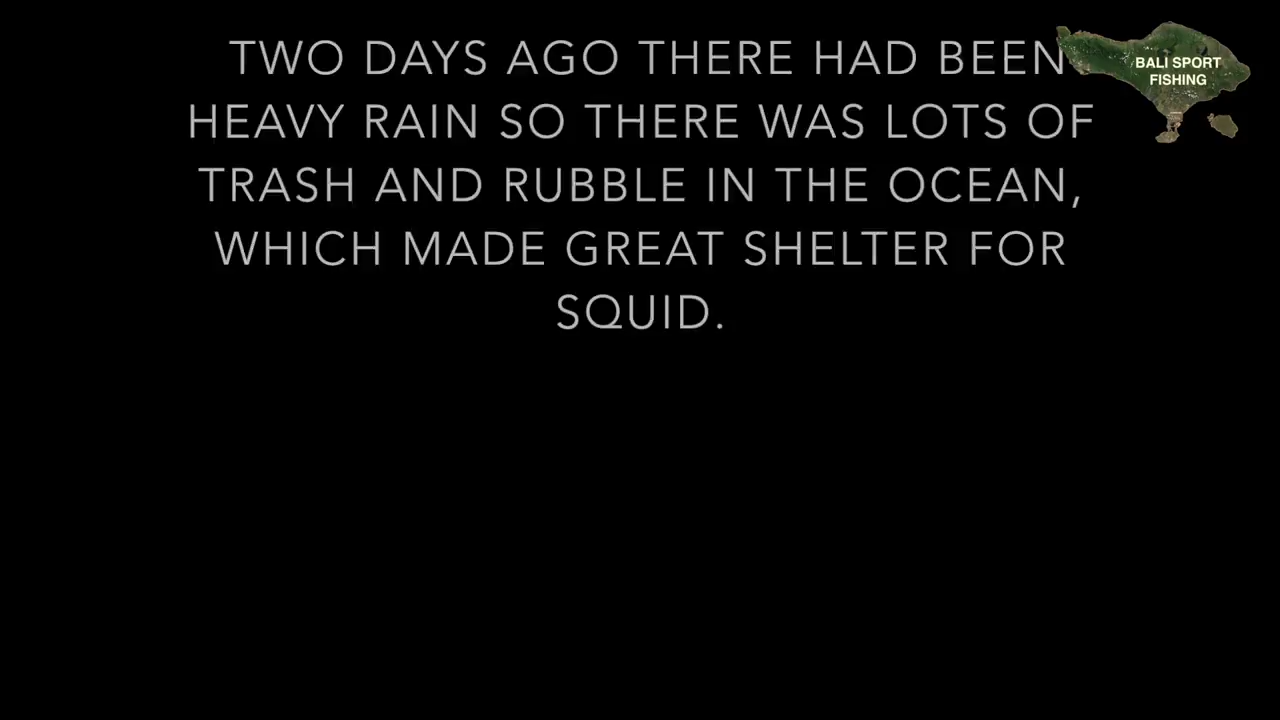 TWO DAYS AGO THERE HAD BEEN
HEAVY RAIN SO THERE WAS LOTS OF
TRASH AND RUBBLE IN THE OCEAN,
WHICH MADE GREAT SHELTER FOR
SQUID.
BALI SPORT
FISHING